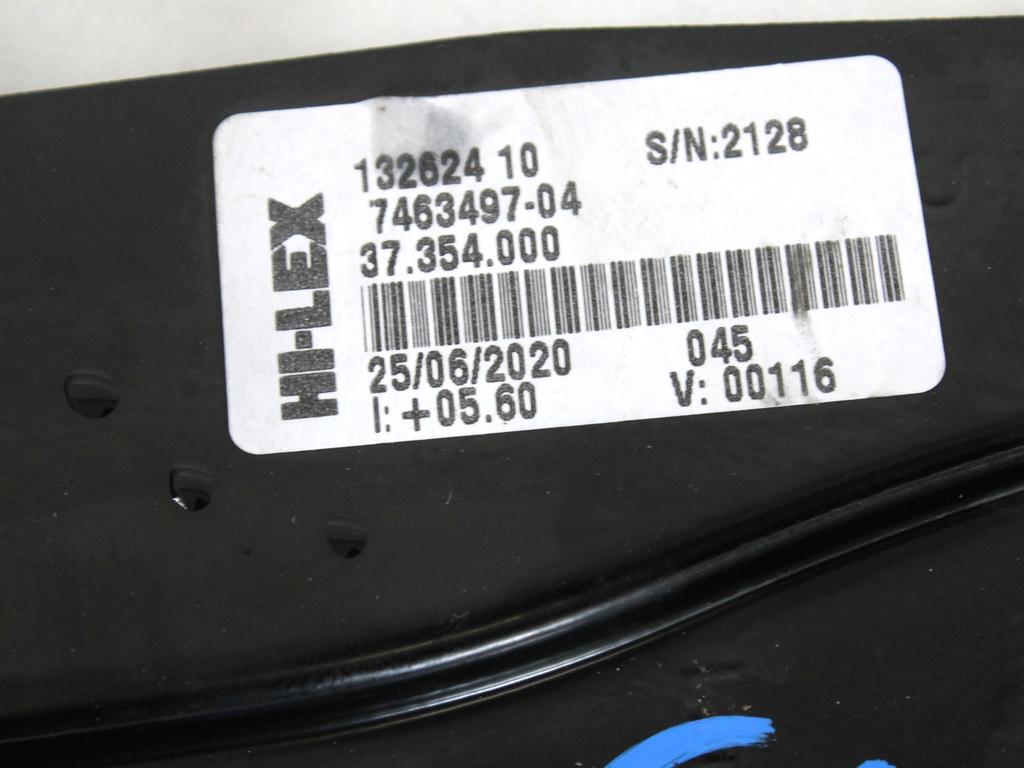 HI-LEX
132624 10
S/N:2128
7463497-04
37.354.000
25/06/2020
045
I: +05.60
V: 00116